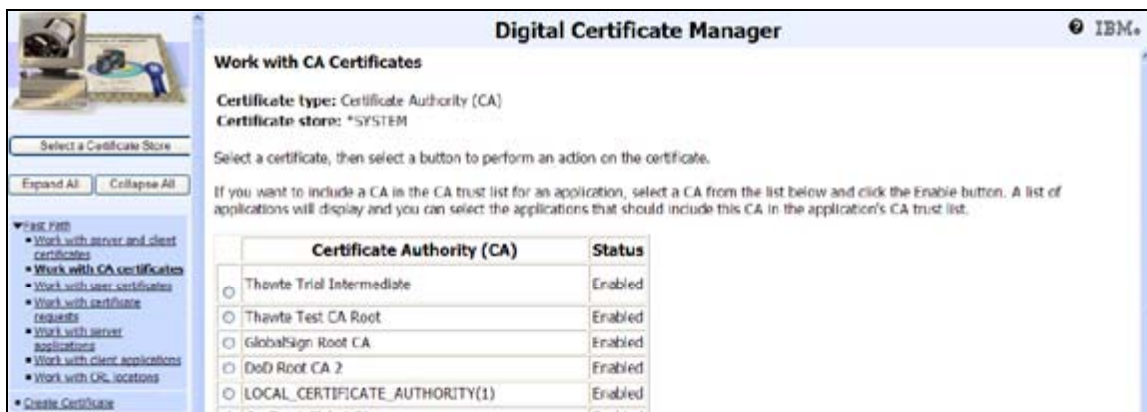 Digital Certificate Manager
IBM.
Select a Certificate Store
Expand All
Collapse All
Fast Path
Work with server and client
certificates
Work with CA certificates
Work with user certificates
Work with certificate
requests
Work with server
applications
Work with client applications
Work with CRL locations
Create Certificate
Work with CA Certificates
Certificate type: Certificate Authority (CA)
Certificate store: *SYSTEM
Select a certificate, then select a button to perform an action on the certificate.
If you want to include a CA in the CA trust list for an application, select a CA from the list below and click the Enable button. A list of
applications will display and you can select the applications that should include this CA in the application's CA trust list.
Certificate Authority (CA) Status
Thawte Trial Intermediate Enabled
Thawte Test CA Root Enabled
GlobalSign Root CA Enabled
DoD Root CA 2 Enabled
LOCAL_CERTIFICATE_AUTHORITY(1) Enabled